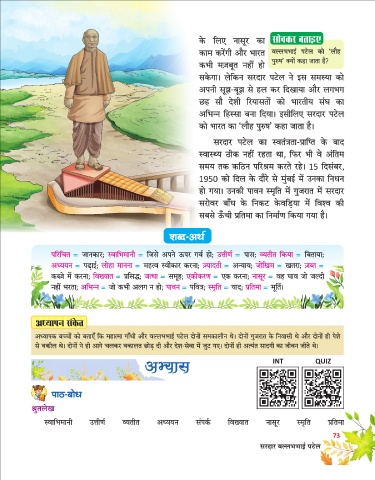 के लिए नासूर का
काम करेंगी और भारत
कभी मज़बूत नहीं हो
सकेगा। लेकिन सरदार पटेल ने इस समस्या को
अपनी सूझ-बूझ से हल कर दिखाया और लगभग
छह सौ देशी रियासतों को भारतीय संघ का
अभिन्न हिस्सा बना दिया। इसीलिए सरदार पटेल
को भारत का 'लौह पुरुष' कहा जाता है।
सोचकर बताइए
वल्लभभाई पटेल को 'लौह
पुरुष' क्यों कहा जाता है?
सरदार पटेल का स्वतंत्रता-प्राप्ति के बाद
स्वास्थ्य ठीक नहीं रहता था, फिर भी वे अंतिम
समय तक कठिन परिश्रम करते रहे। 15 दिसंबर,
1950 को दिल के दौरे से मुंबई में उनका निधन
हो गया। उनकी पावन स्मृति में गुजरात में सरदार
सरोवर बाँध के निकट केवड़िया में विश्व की
सबसे ऊँची प्रतिमा का निर्माण किया गया है।
शब्द-अर्थ
परिचित = जानकार; स्वाभिमानी = जिसे अपने ऊपर गर्व हो; उत्तीर्ण = पास; व्यतीत किया = बिताया;
अध्ययन = पढ़ाई; लोहा मानना = महत्व स्वीकार करना; ज़्यादती = अन्याय; जोखिम = खतरा; ज़ब्त =
कब्ज़े में करना; विख्यात = प्रसिद्ध; जत्था = समूह; एकीकरण = एक करना; नासूर = वह घाव जो जल्दी
नहीं भरता; अभिन्न = जो कभी अलग न हो; पावन = पवित्र; स्मृति = याद; प्रतिमा = मूर्ति।
अध्यापन संकेत
अध्यापक बच्चों को बताएँ कि महात्मा गाँधी और वल्लभभाई पटेल दोनों समकालीन थे। दोनों गुजरात के निवासी थे और दोनों ही पेशे
से वकील थे। दोनों ने ही आगे चलकर वकालत छोड़ दी और देश-सेवा में जुट गए। दोनों ही अत्यंत सादगी का जीवन जीते थे।
अभ्यास
INT QUIZ
पाठ-बोध
श्रुतलेख
स्वाभिमानी उत्तीर्ण व्यतीत अध्ययन संपर्क विख्यात नासूर स्मृति प्रतिमा
73
सरदार वल्लभभाई पटेल